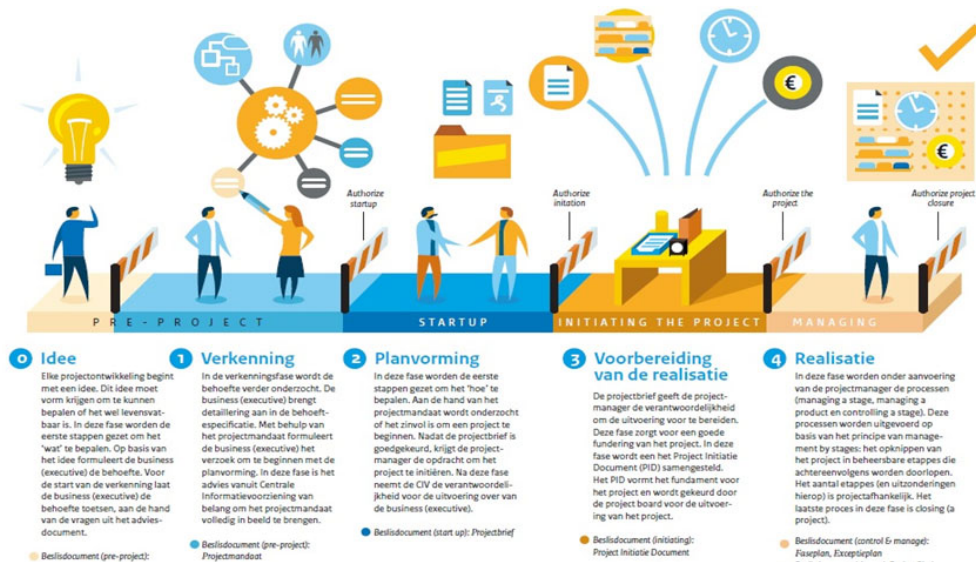 Authorize
startup
Authorize
initation
Authorize the
project
Authorize project
closure
PRE-PROJECT
STARTUP
INITIATING THE PROJECT
MANAGING
0 Idee
Elke projectontwikkeling begint
met een idee. Dit idee moet
vorm krijgen om te kunnen
bepalen of het wel levensvat-
baar is. In deze fase worden de
eerste stappen gezet om het
'wat' te bepalen. Op basis van
het idee formuleert de business
(executive) de behoefte. Voor
de start van de verkenning laat
de business (executive) de
behoefte toetsen, aan de hand
van de vragen uit het advies-
document.
Beslisdocument (pre-project):
1 Verkenning
In de verkenningsfase wordt de
behoefte verder onderzocht. De
business (executive) brengt
detaillering aan in de behoeft-
especificatie. Met behulp van
het projectmandaat formuleert
de business (executive) het
verzoek om te beginnen met de
planvorming. In deze fase is het
advies vanuit Centrale
Informatievoorziening van
belang om het projectmandaat
volledig in beeld te brengen.
Beslisdocument (pre-project):
Projectmandaat
2 Planvorming
In deze fase worden de eerste
stappen gezet om het 'hoe' te
bepalen. Aan de hand van het
projectmandaat wordt onderzocht
of het zinvol is om een project te
beginnen. Nadat de projectbrief is
goedgekeurd, krijgt de project-
manager de opdracht om het
project te initiëren. Na deze fase
neemt de CIV de verantwoordel-
ijkheid voor de uitvoering over van
de business (executive).
Beslisdocument (start up): Projectbrief
3 Voorbereiding
van de realisatie
De projectbrief geeft de project-
manager de verantwoordelijkheid
om de uitvoering voor te bereiden.
Deze fase zorgt voor een goede
fundering van het project. In deze
fase wordt een het Project Initiatie
Document (PID) samengesteld.
Het PID vormt het fundament voor
het project en wordt gekeurd door
de project board voor de uitvoer-
ing van het project.
Beslisdocument (initiating):
Project Initiatie Document
4 Realisatie
In deze fase worden onder aanvoering
van de projectmanager de processen
(managing a stage, managing a
product en controlling a stage). Deze
processen worden uitgevoerd op
basis van het principe van manage-
ment by stages: het opknippen van
het project in beheersbare etappes die
achtereenvolgens worden doorlopen.
Het aantal etappes (en uitzonderingen
hierop) is projectafhankelijk. Het
laatste proces in deze fase is closing (a
project).
Beslisdocument (control & manage):
Faseplan, Exceptieplan